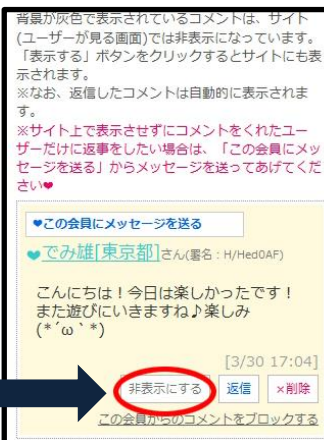 背景が灰色で表示されているコメントは、サイト
(ユーザーが見る画面)では非表示になっています。
「表示する」ボタンをクリックするとサイトにも表
示されます。
※なお、返信したコメントは自動的に表示されま
す。
※サイト上で表示させずにコメントをくれたユー
ザーだけに返事をしたい場合は、「この会員にメッ
セージを送る」からメッセージを送ってあげてくだ
さい♥
♥この会員にメッセージを送る
♥でみ雄[東京都]さん(署名：H/Hed0AF)
こんにちは！今日は楽しかったです！
また遊びにいきますね♪楽しみ
(*´ω｀*)
[3/30 17:04]
非表示にする 返信 ×削除
この会員からのコメントをブロックする